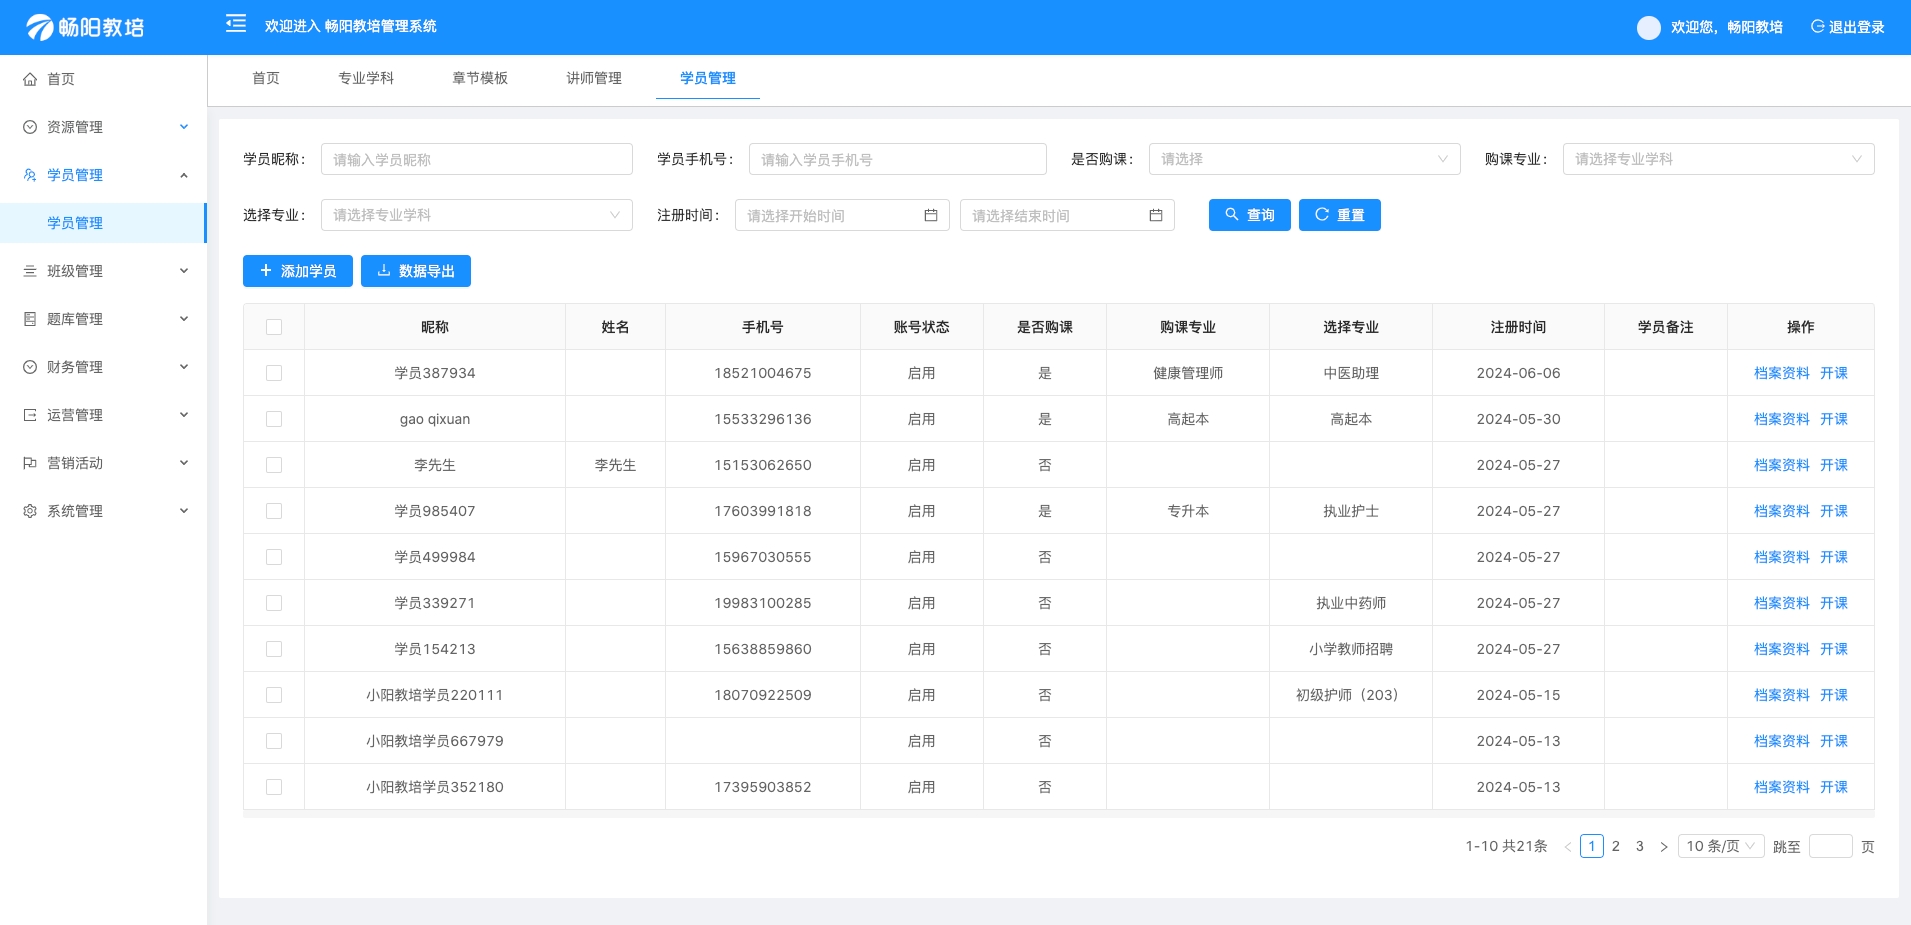 畅阳教培 欢迎进入 畅阳教培管理系统 欢迎您，畅阳教培 退出登录
首页
资源管理
学员管理
学员管理
班级管理
题库管理
财务管理
运营管理
营销活动
系统管理
首页 专业学科 章节模板 讲师管理 学员管理
学员昵称： 请输入学员昵称 学员手机号： 请输入学员手机号 是否购课： 请选择 购课专业： 请选择专业学科
选择专业： 请选择专业学科 注册时间： 请选择开始时间 请选择结束时间 查询 重置
添加学员 数据导出
昵称 姓名 手机号 账号状态 是否购课 购课专业 选择专业 注册时间 学员备注 操作
学员387934 18521004675 启用 是 健康管理师 中医助理 2024-06-06 档案资料 开课
gao qixuan 15533296136 启用 是 高起本 高起本 2024-05-30 档案资料 开课
李先生 李先生 15153062650 启用 否 2024-05-27 档案资料 开课
学员985407 17603991818 启用 是 专升本 执业护士 2024-05-27 档案资料 开课
学员499984 15967030555 启用 否 2024-05-27 档案资料 开课
学员339271 19983100285 启用 否 执业中药师 2024-05-27 档案资料 开课
学员154213 15638859860 启用 否 小学教师招聘 2024-05-27 档案资料 开课
小阳教培学员220111 18070922509 启用 否 初级护师（203） 2024-05-15 档案资料 开课
小阳教培学员667979 启用 否 2024-05-13 档案资料 开课
小阳教培学员352180 17395903852 启用 否 2024-05-13 档案资料 开课
1-10 共21条 < 1 2 3 > 10 条/页 跳至 页